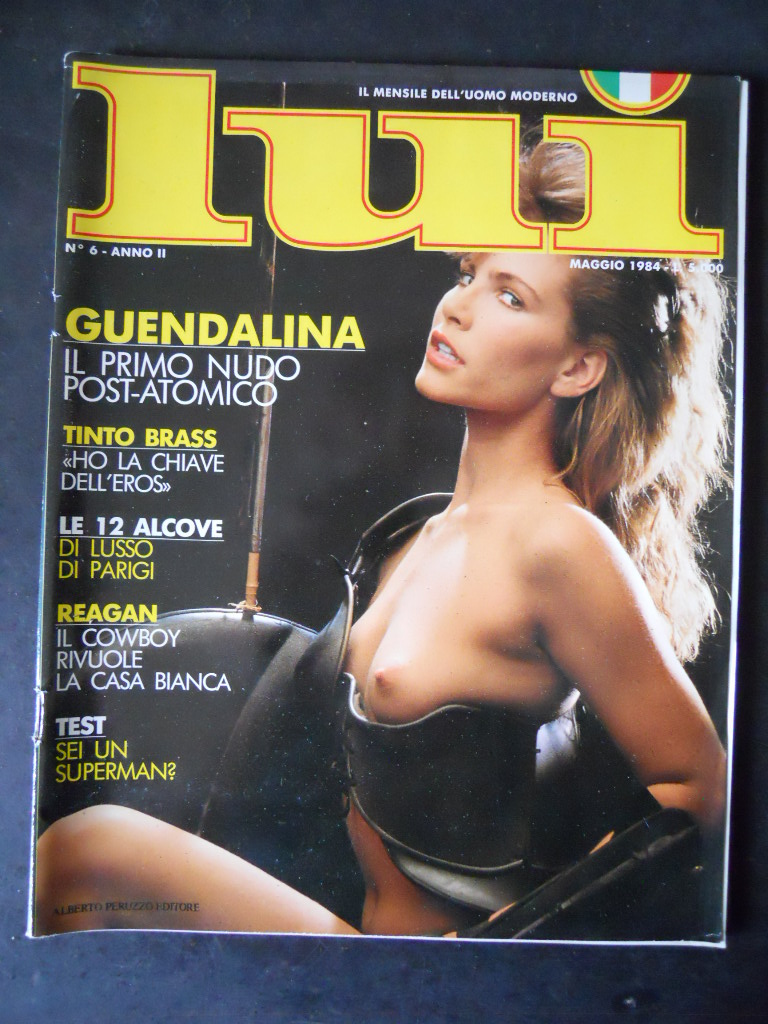 IL MENSILE DELL'UOMO MODERNO
lui
N° 6 - ANNO II
MAGGIO 1984 - L. 5.000
GUENDALINA
IL PRIMO NUDO
POST-ATOMICO
TINTO BRASS
«HO LA CHIAVE
DELL'EROS»
LE 12 ALCOVE
DI LUSSO
DI PARIGI
REAGAN
IL COWBOY
RIVUOLE
LA CASA BIANCA
TEST
SEI UN
SUPERMAN?
ALBERTO PERUZZO EDITORE